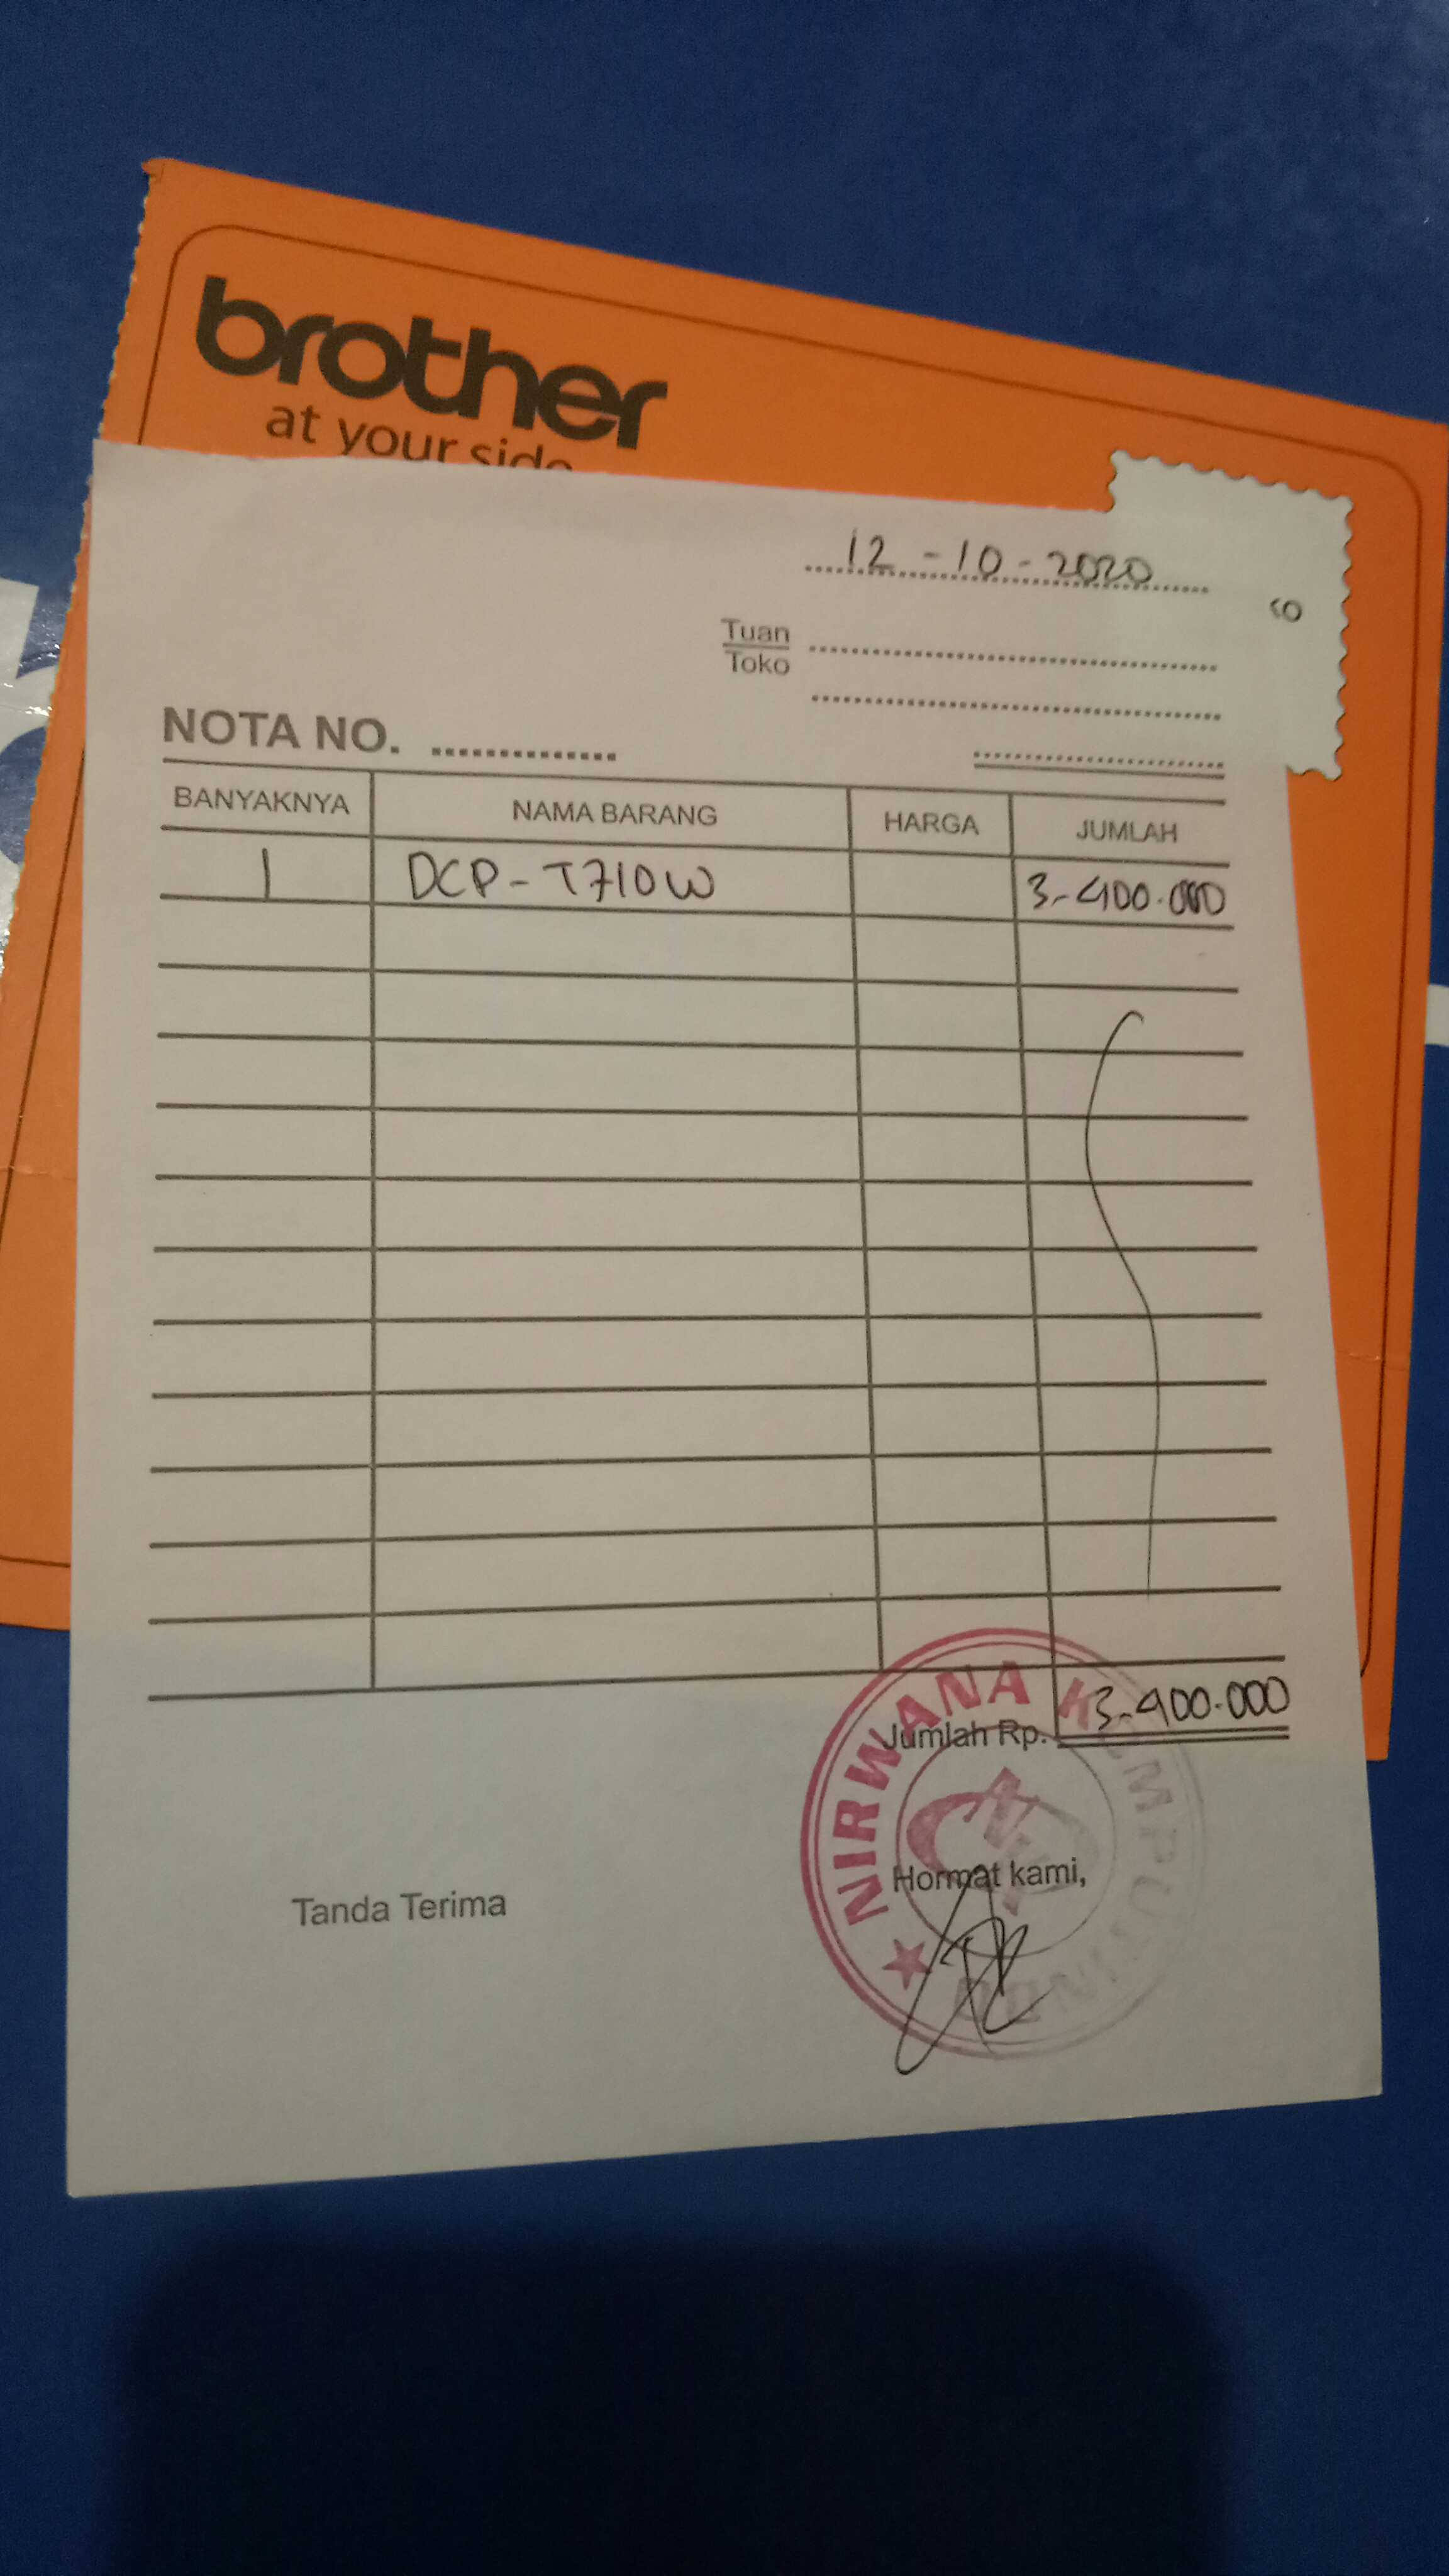 brother
at your side
12 - 10 - 2020
Tuan
Toko
NOTA NO.
BANYAKNYA NAMA BARANG HARGA JUMLAH
1 DCP - T710W 3.400.000
Jumlah Rp. 3.400.000
NIRWANA KOMPUTINDO
Tanda Terima
Hormat kami,